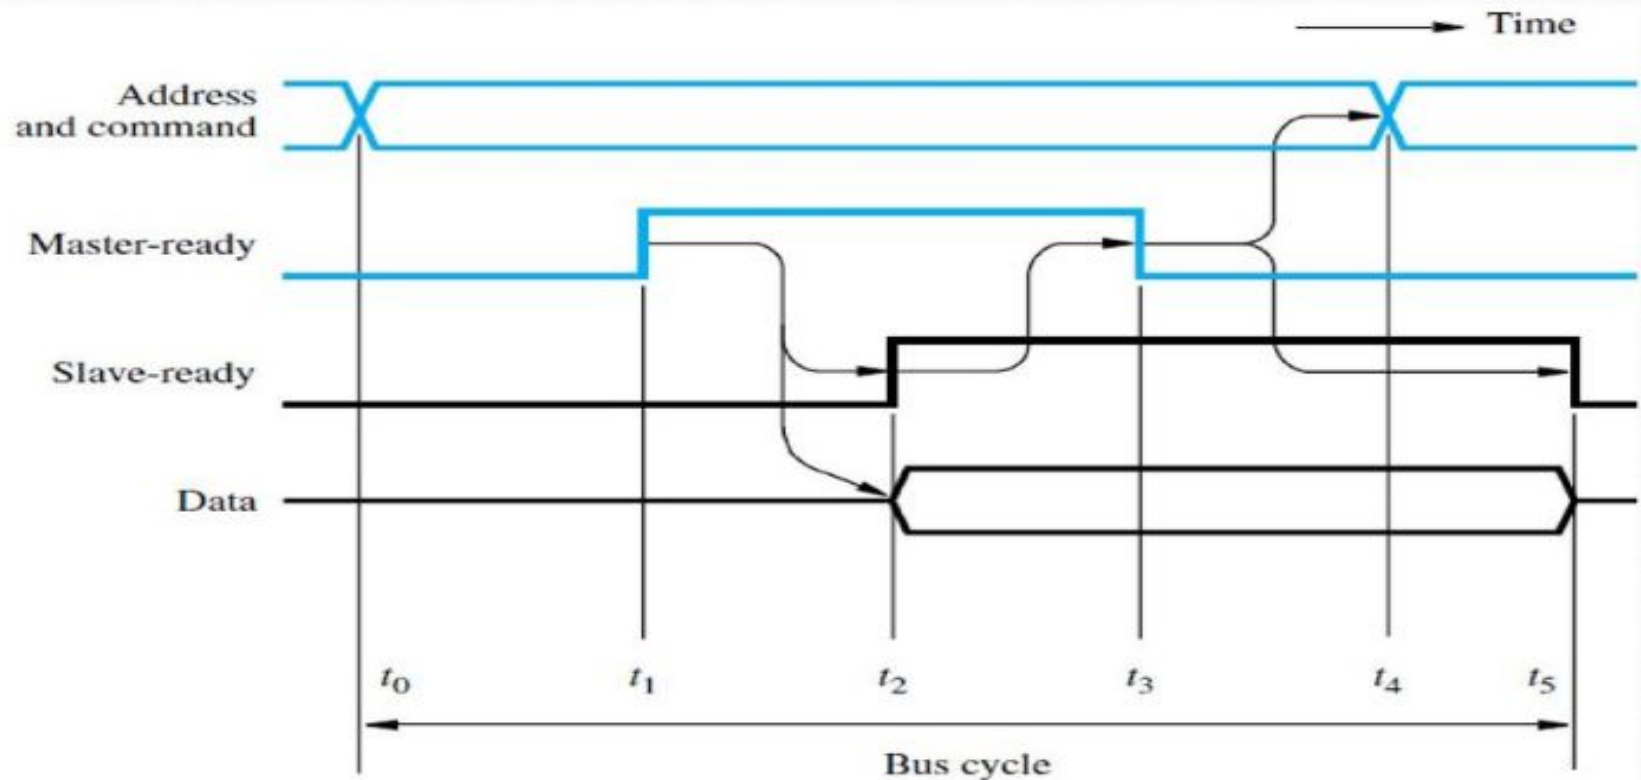 Time
Address
and command
Master-ready
Slave-ready
Data
t0 t1 t2 t3 t4 t5
Bus cycle